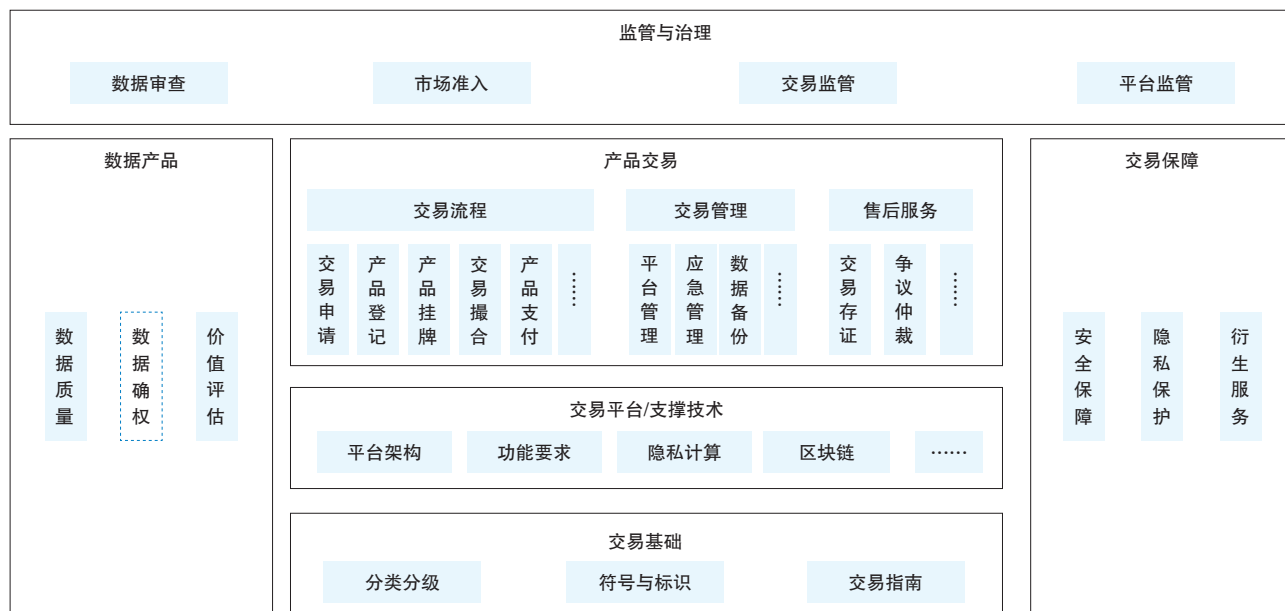 监管与治理
数据审查
市场准入
交易监管
平台监管
数据产品
数据质量
数据确权
价值评估
产品交易
交易流程
交易管理
售后服务
交易申请
产品登记
产品挂牌
交易撮合
产品支付
……
平台管理
应急管理
数据备份
……
交易存证
争议仲裁
……
交易平台/支撑技术
平台架构
功能要求
隐私计算
区块链
……
交易基础
分类分级
符号与标识
交易指南
交易保障
安全保障
隐私保护
衍生服务